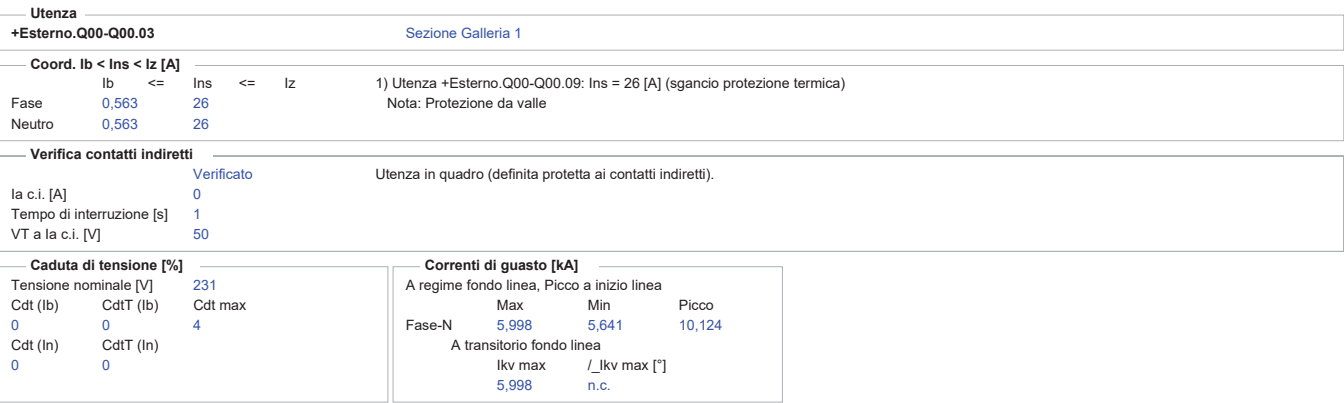 Utenza
+Esterno.Q00-Q00.03 Sezione Galleria 1
Coord. Ib < Ins < Iz [A]
Ib <= Ins <= Iz 1) Utenza +Esterno.Q00-Q00.09: Ins = 26 [A] (sgancio protezione termica)
Fase 0,563 26 Nota: Protezione da valle
Neutro 0,563 26
Verifica contatti indiretti
Verificato Utenza in quadro (definita protetta ai contatti indiretti).
Ia c.i. [A] 0
Tempo di interruzione [s] 1
VT a Ia c.i. [V] 50
Caduta di tensione [%]
Tensione nominale [V] 231
Cdt (Ib) CdtT (Ib) Cdt max
0 0 4
Cdt (In) CdtT (In)
0 0
Correnti di guasto [kA]
A regime fondo linea, Picco a inizio linea
Max Min Picco
Fase-N 5,998 5,641 10,124
A transitorio fondo linea
Ikv max /_Ikv max [°]
5,998 n.c.